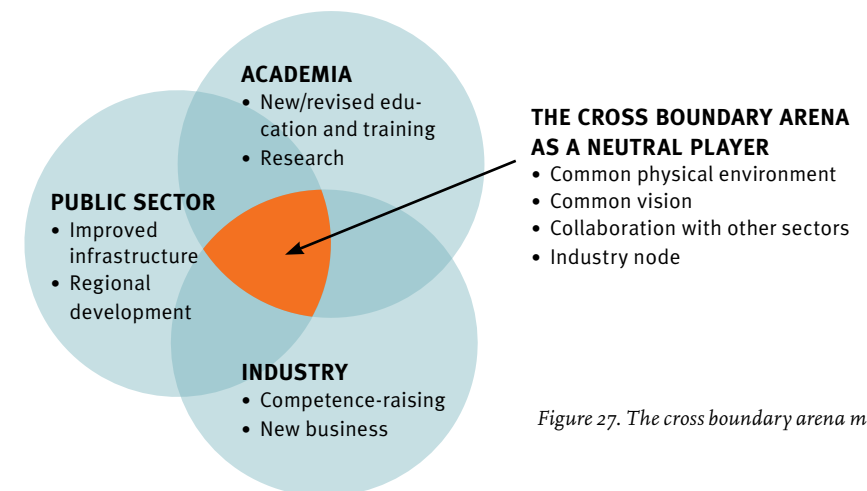 ACADEMIA
• New/revised edu-
cation and training
• Research
THE CROSS BOUNDARY ARENA
AS A NEUTRAL PLAYER
• Common physical environment
• Common vision
• Collaboration with other sectors
• Industry node
PUBLIC SECTOR
• Improved
infrastructure
• Regional
development
INDUSTRY
• Competence-raising
• New business
Figure 27. The cross boundary arena m